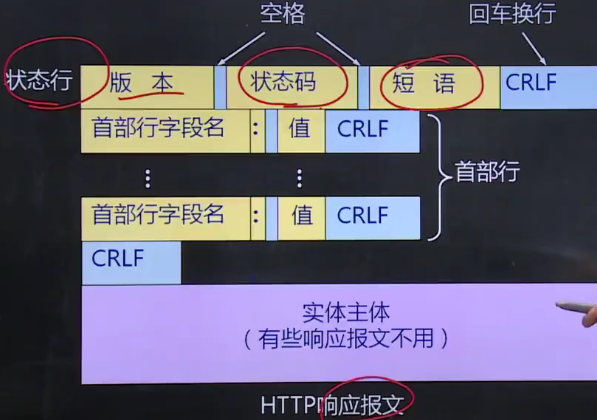 空格 回车换行
状态行 版 本 状态码 短 语 CRLF
首部行字段名 : 值 CRLF
⋮ ⋮ 首部行
首部行字段名 : 值 CRLF
CRLF
实体主体
（有些响应报文不用）
HTTP响应报文